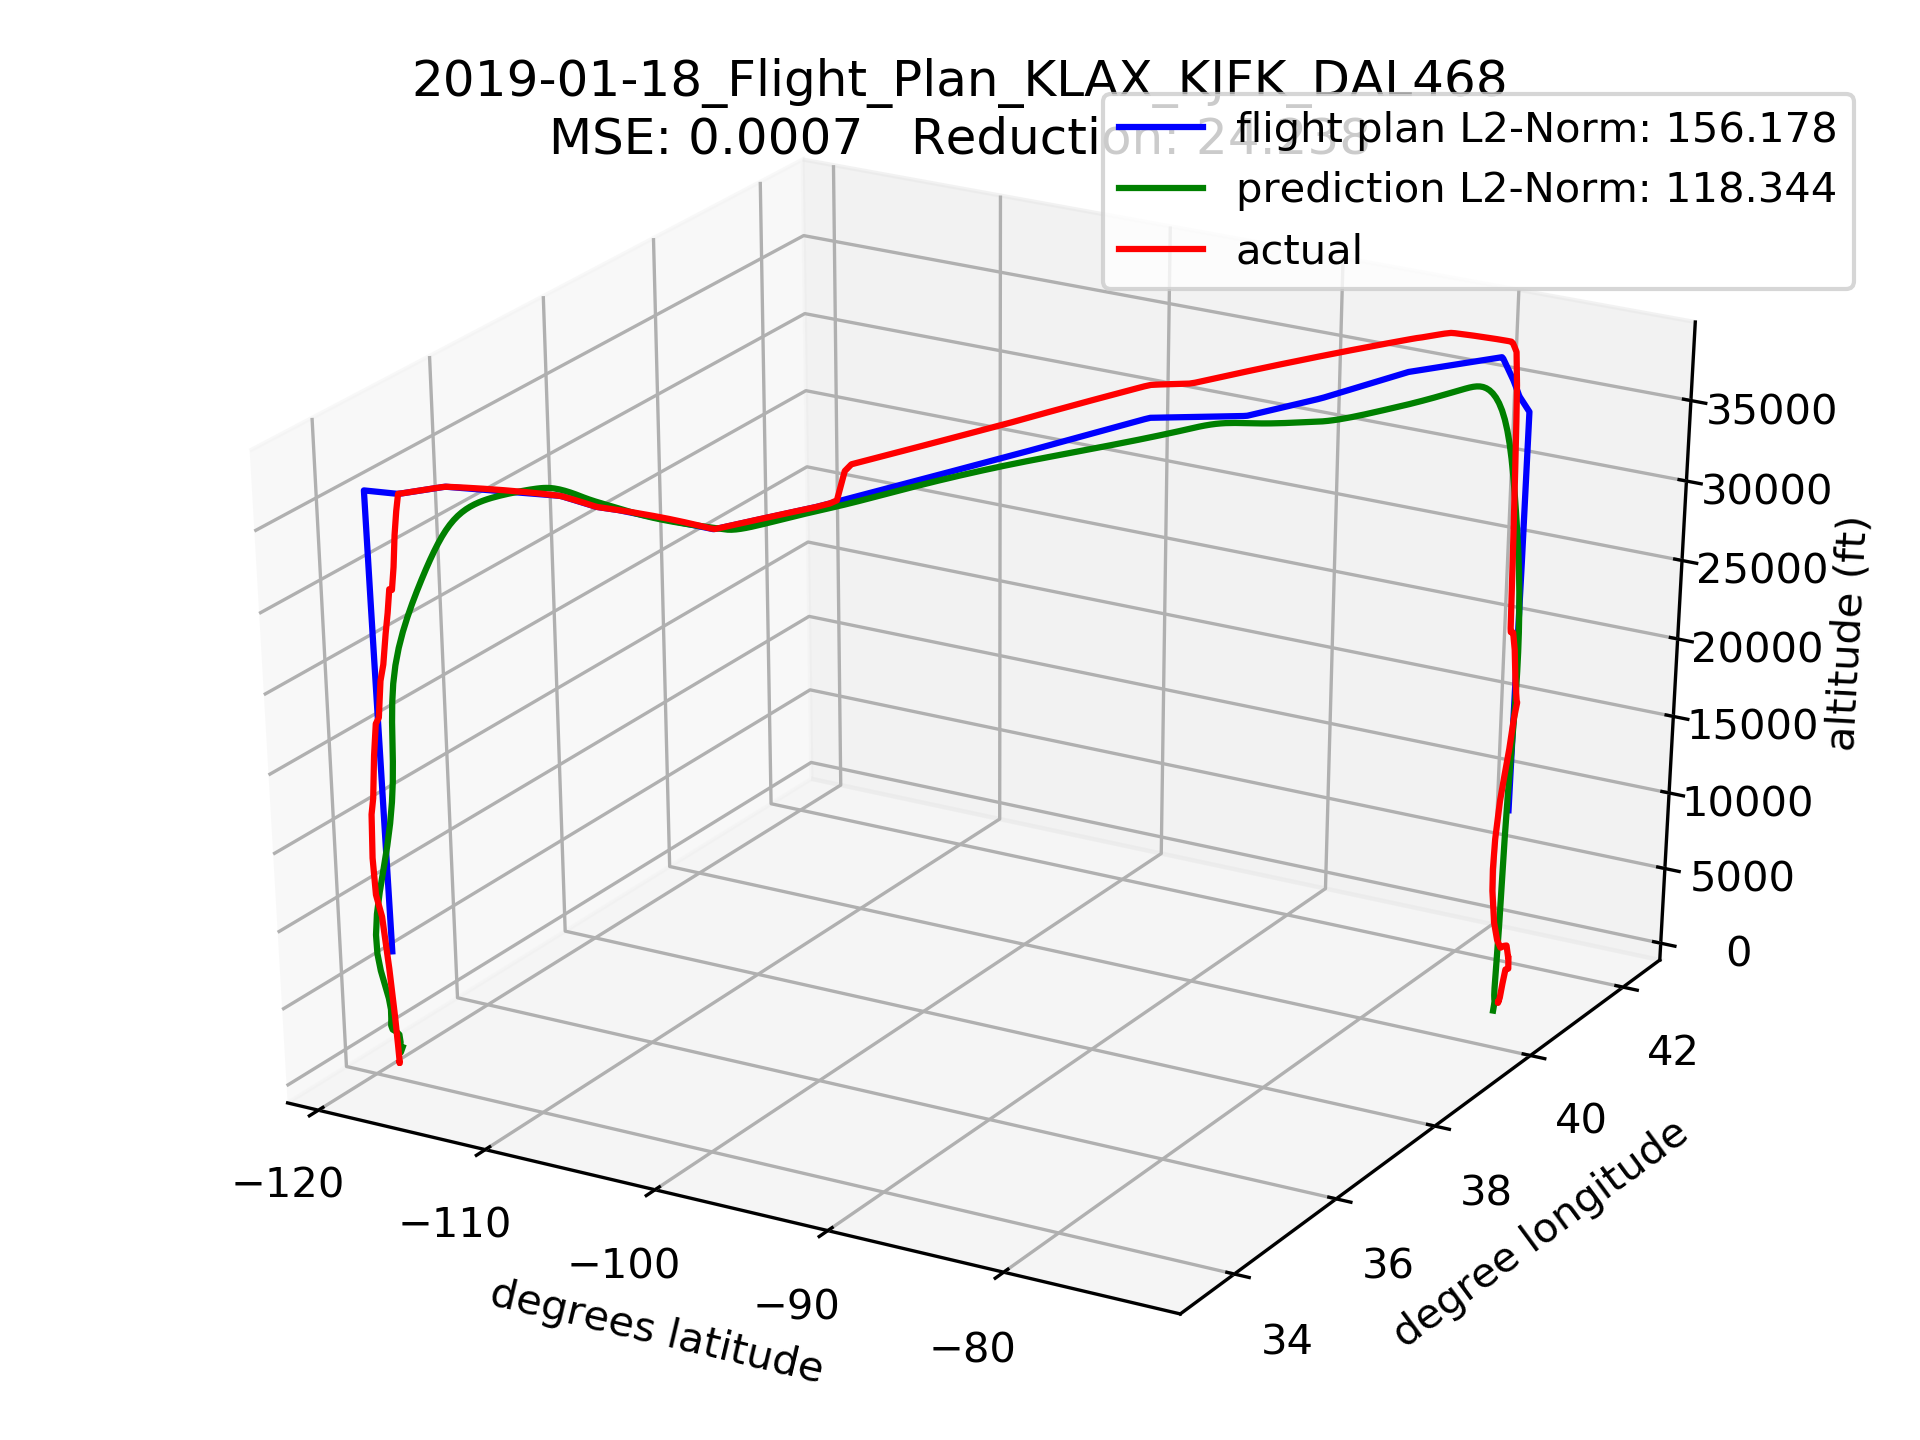 2019-01-18_Flight_Plan_KLAX_KJFK_DAL468
MSE: 0.0007 Reduction: 24.238
flight plan L2-Norm: 156.178
prediction L2-Norm: 118.344
actual
35000
30000
25000
20000
15000
10000
5000
0
altitude (ft)
42
40
38
36
34
degree longitude
−120
−110
−100
−90
−80
degrees latitude